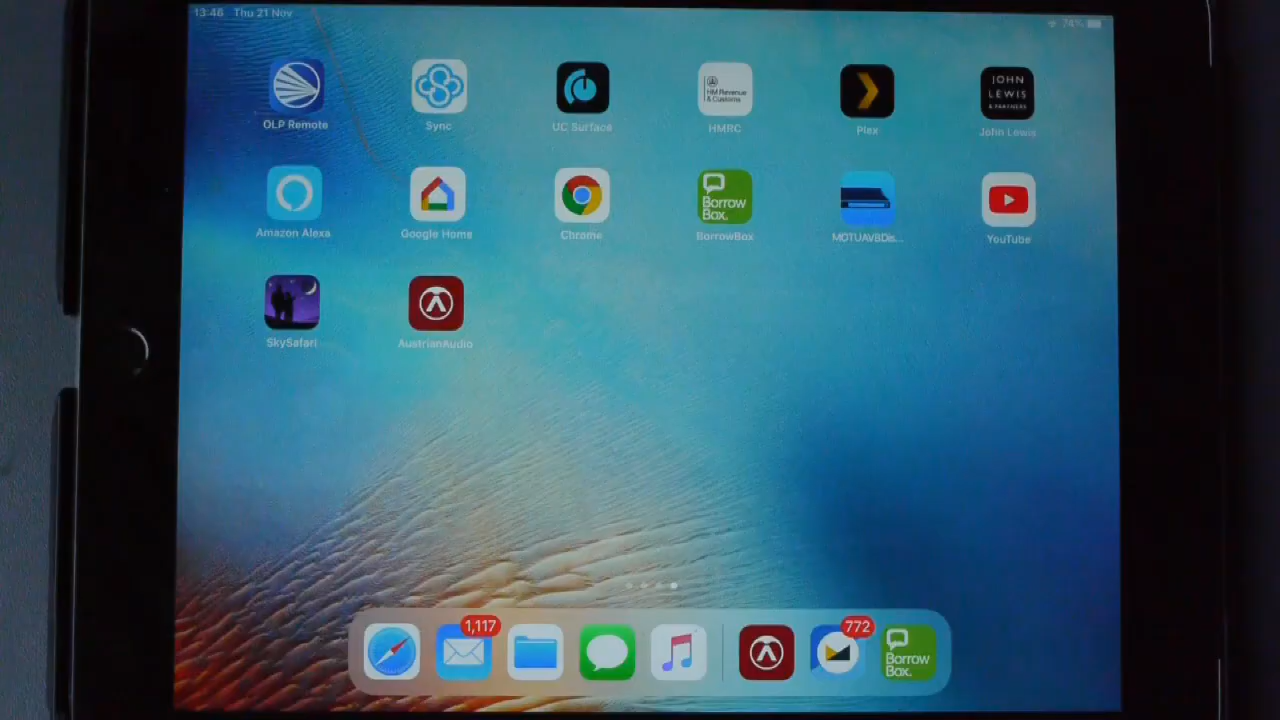 13:46 Thu 21 Nov
74%
HM Revenue
& Customs
JOHN
LEWIS
& PARTNERS
OLP Remote
Sync
UC Surface
HMRC
Plex
John Lewis
Borrow
Box.
Amazon Alexa
Google Home
Chrome
BorrowBox
MOTUAVBDis...
YouTube
SkySafari
AustrianAudio
1,117
772
Borrow
Box.